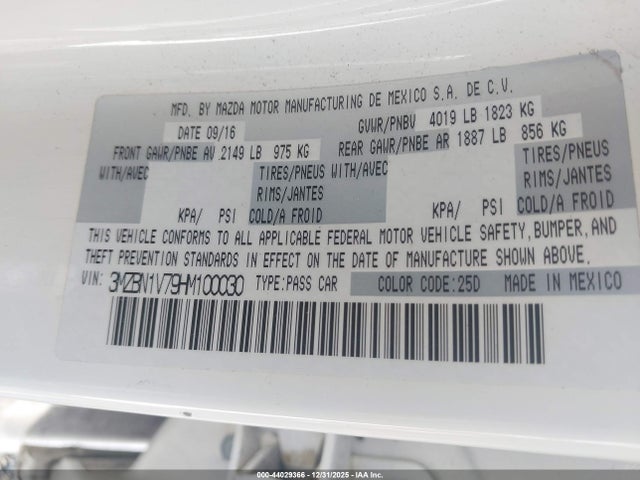 MFD. BY MAZDA MOTOR MANUFACTURING DE MEXICO S.A. DE C.V.
DATE 09/16 GVWR/PNBV 4019 LB 1823 KG
FRONT GAWR/PNBE AV 2149 LB 975 KG REAR GAWR/PNBE AR 1887 LB 856 KG
WITH/AVEC TIRES/PNEUS WITH/AVEC TIRES/PNEUS
RIMS/JANTES RIMS/JANTES
KPA/ PSI COLD/A FROID KPA/ PSI COLD/A FROID
THIS VEHICLE CONFORMS TO ALL APPLICABLE FEDERAL MOTOR VEHICLE SAFETY, BUMPER, AND
THEFT PREVENTION STANDARDS IN EFFECT ON THE DATE OF MANUFACTURE SHOWN ABOVE.
VIN: 3MZBN1V79HM100030 TYPE:PASS CAR COLOR CODE:25D MADE IN MEXICO
000-44029366 - 12/31/2025 - IAA Inc.